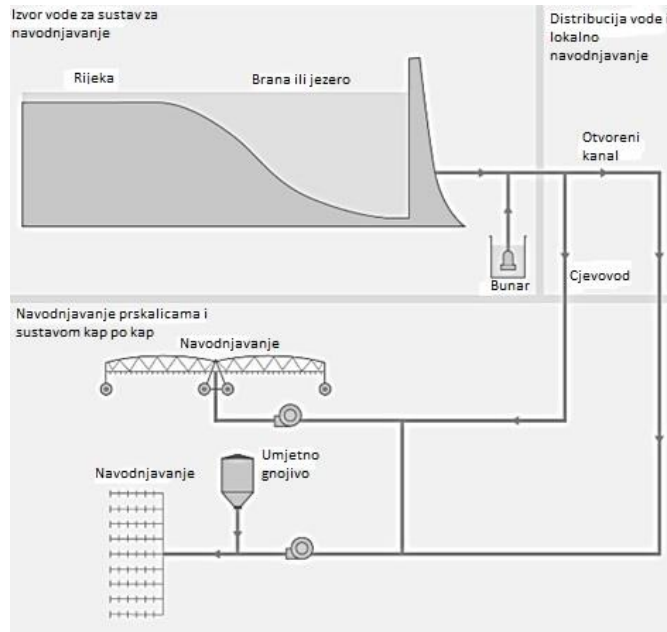 Izvor vode za sustav za
navodnjavanje
Distribucija vode i
lokalno
navodnjavanje
Rijeka
Brana ili jezero
Otvoreni
kanal
Bunar
Cjevovod
Navodnjavanje prskalicama i
sustavom kap po kap
Navodnjavanje
Umjetno
gnojivo
Navodnjavanje